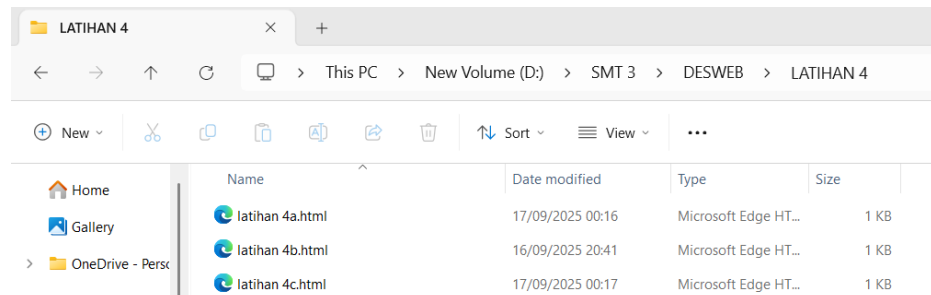 LATIHAN 4
This PC > New Volume (D:) > SMT 3 > DESWEB > LATIHAN 4
New Sort View
Name Date modified Type Size
Home
Gallery
OneDrive - Perso
latihan 4a.html 17/09/2025 00:16 Microsoft Edge HT... 1 KB
latihan 4b.html 16/09/2025 20:41 Microsoft Edge HT... 1 KB
latihan 4c.html 17/09/2025 00:17 Microsoft Edge HT... 1 KB